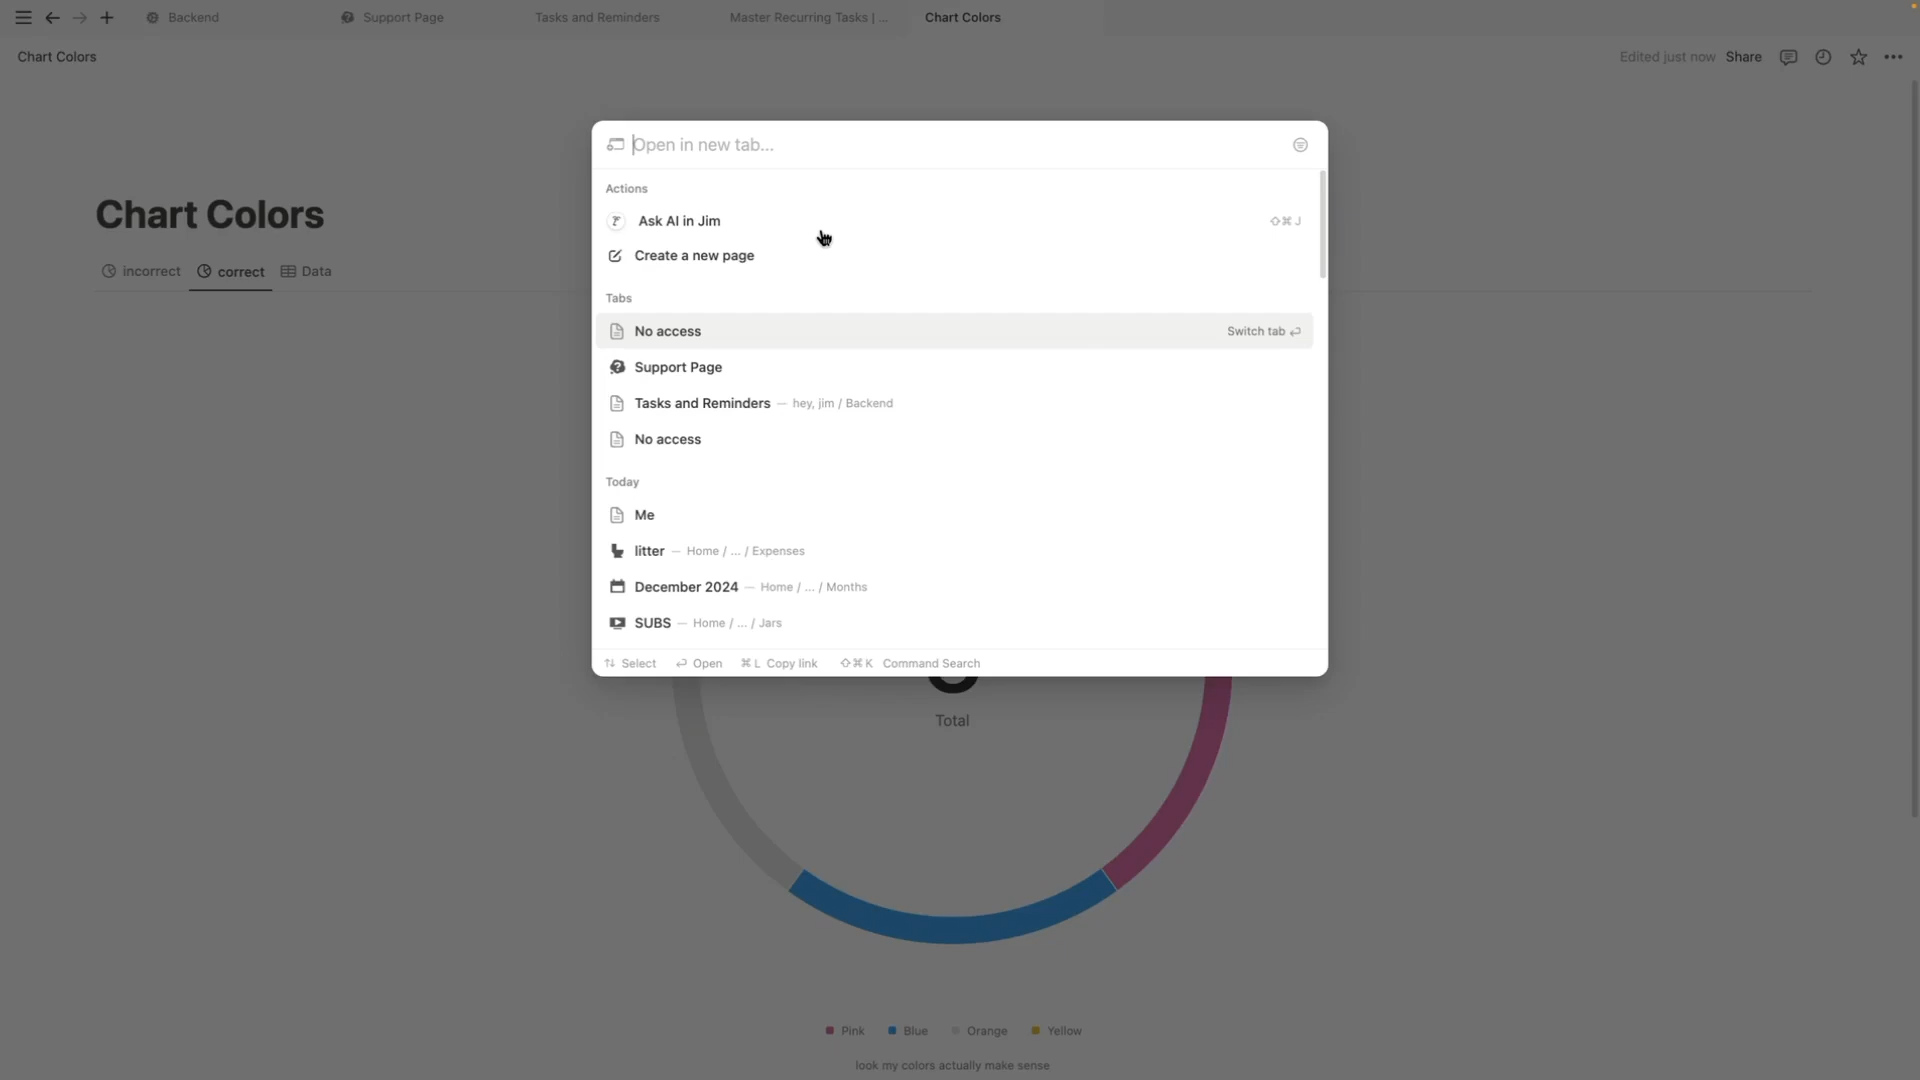 Backend
Support Page
Tasks and Reminders
Master Recurring Tasks | ...
Chart Colors
Chart Colors
Edited just now
Share
Open in new tab...
Actions
Ask AI in Jim ⇧⌘J
Create a new page
Chart Colors
incorrect
correct
Data
Tabs
No access Switch tab ↵
Support Page
Tasks and Reminders — hey, jim / Backend
No access
Today
Me
litter — Home / ... / Expenses
December 2024 — Home / ... / Months
SUBS — Home / ... / Jars
↑↓ Select ↵ Open ⌘L Copy link ⇧⌘K Command Search
Total
Pink Blue Orange Yellow
look my colors actually make sense